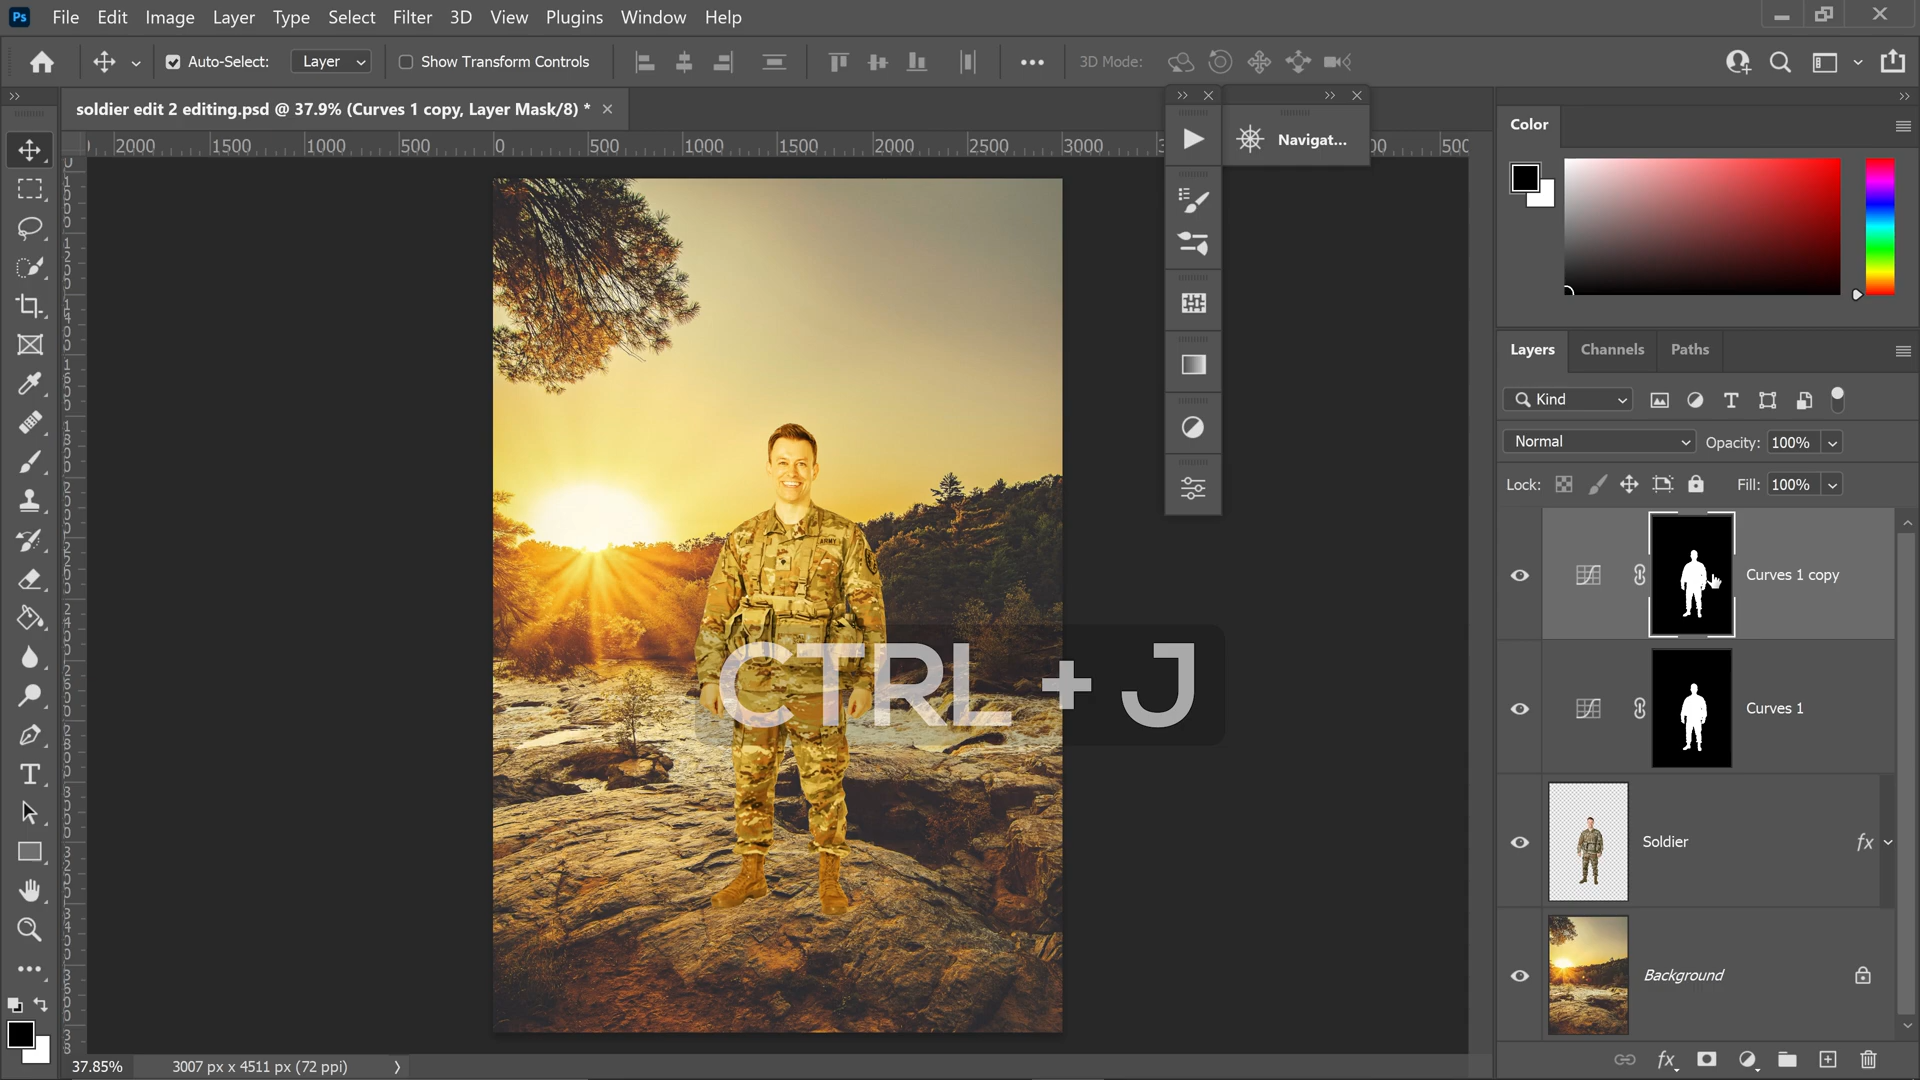 Ps File Edit Image Layer Type Select Filter 3D View Plugins Window Help
Auto-Select: Layer Show Transform Controls 3D Mode:
soldier edit 2 editing.psd @ 37.9% (Curves 1 copy, Layer Mask/8) *
2000 1500 1000 500 0 500 1000 1500 2000 2500 3000
Navigat...
Color
Layers Channels Paths
Kind
Normal Opacity: 100%
Lock: Fill: 100%
Curves 1 copy
Curves 1
Soldier fx
Background
ARMY
CTRL + J
37.85% 3007 px x 4511 px (72 ppi)
fx